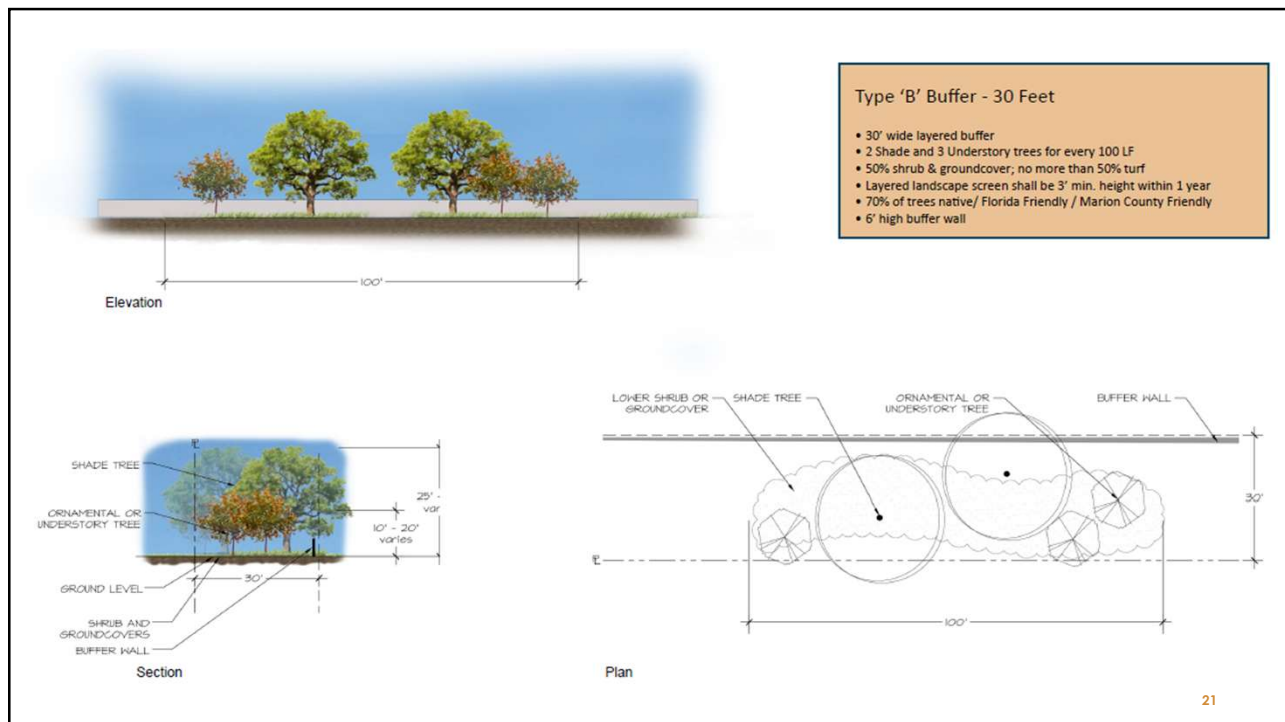 Type 'B' Buffer - 30 Feet
• 30' wide layered buffer
• 2 Shade and 3 Understory trees for every 100 LF
• 50% shrub & groundcover; no more than 50% turf
• Layered landscape screen shall be 3' min. height within 1 year
• 70% of trees native/ Florida Friendly / Marion County Friendly
• 6' high buffer wall
100'
Elevation
SHADE TREE
ORNAMENTAL OR
UNDERSTORY TREE
25' -
var
10' - 20'
varies
30'
GROUND LEVEL
SHRUB AND
GROUNDCOVERS
BUFFER WALL
Section
LOWER SHRUB OR
GROUNDCOVER
SHADE TREE
ORNAMENTAL OR
UNDERSTORY TREE
BUFFER WALL
30'
100'
Plan
21